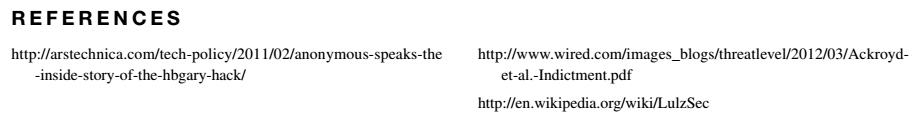 REFERENCES
http://arstechnica.com/tech-policy/2011/02/anonymous-speaks-the
-inside-story-of-the-hbgary-hack/
http://www.wired.com/images_blogs/threatlevel/2012/03/Ackroyd-
et-al.-Indictment.pdf
http://en.wikipedia.org/wiki/LulzSec